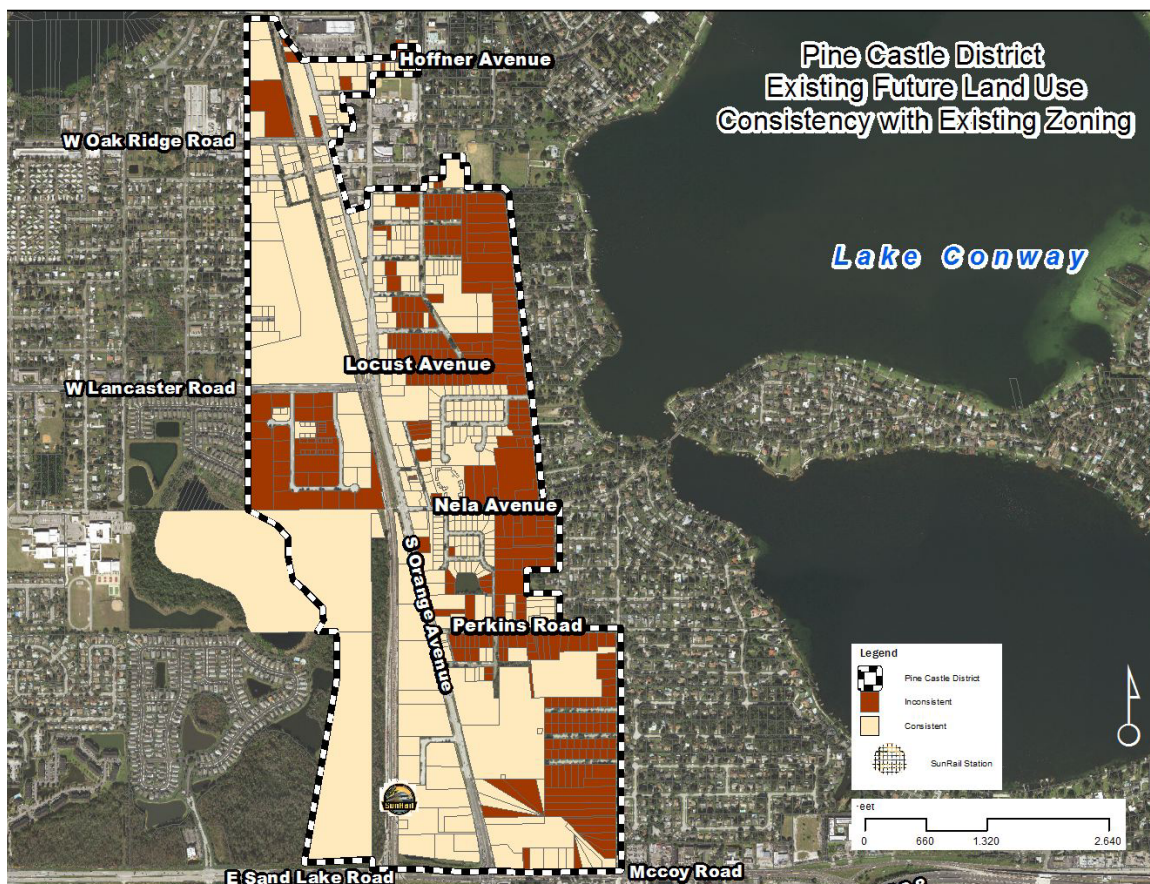 Pine Castle District
Existing Future Land Use
Consistency with Existing Zoning
Hoffner Avenue
W Oak Ridge Road
Lake Conway
Locust Avenue
W Lancaster Road
Nela Avenue
S Orange Avenue
Perkins Road
Legend
Pine Castle District
Inconsistent
Consistent
SunRail Station
SunRail
eet
0 660 1,320 2,640
E Sand Lake Road
Mccoy Road